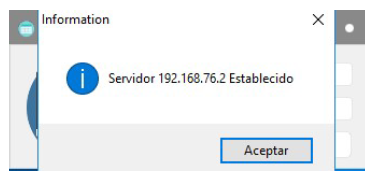 Information
Servidor 192.168.76.2 Establecido
Aceptar